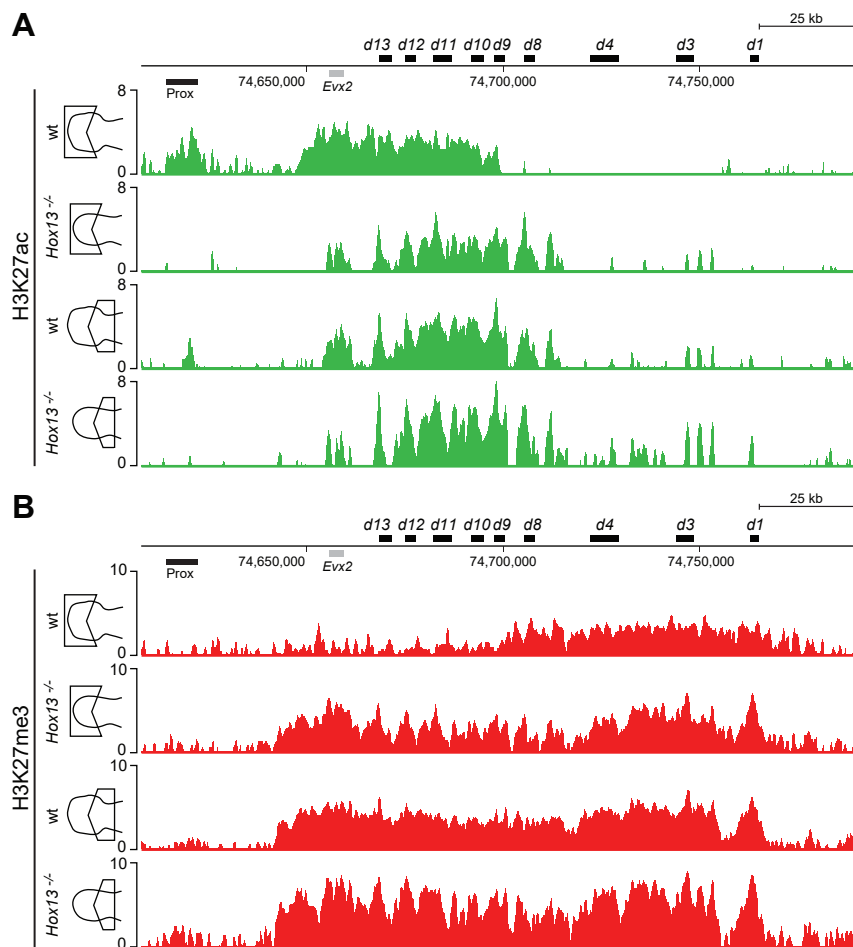 A
25 kb
d13 d12 d11 d10 d9 d8 d4 d3 d1
74,650,000 74,700,000 74,750,000
Prox Evx2
H3K27ac
wt
8
0
Hox13 -/-
8
0
wt
8
0
Hox13 -/-
8
0
B
25 kb
d13 d12 d11 d10 d9 d8 d4 d3 d1
74,650,000 74,700,000 74,750,000
Prox Evx2
H3K27me3
wt
10
0
Hox13 -/-
10
0
wt
10
0
Hox13 -/-
10
0